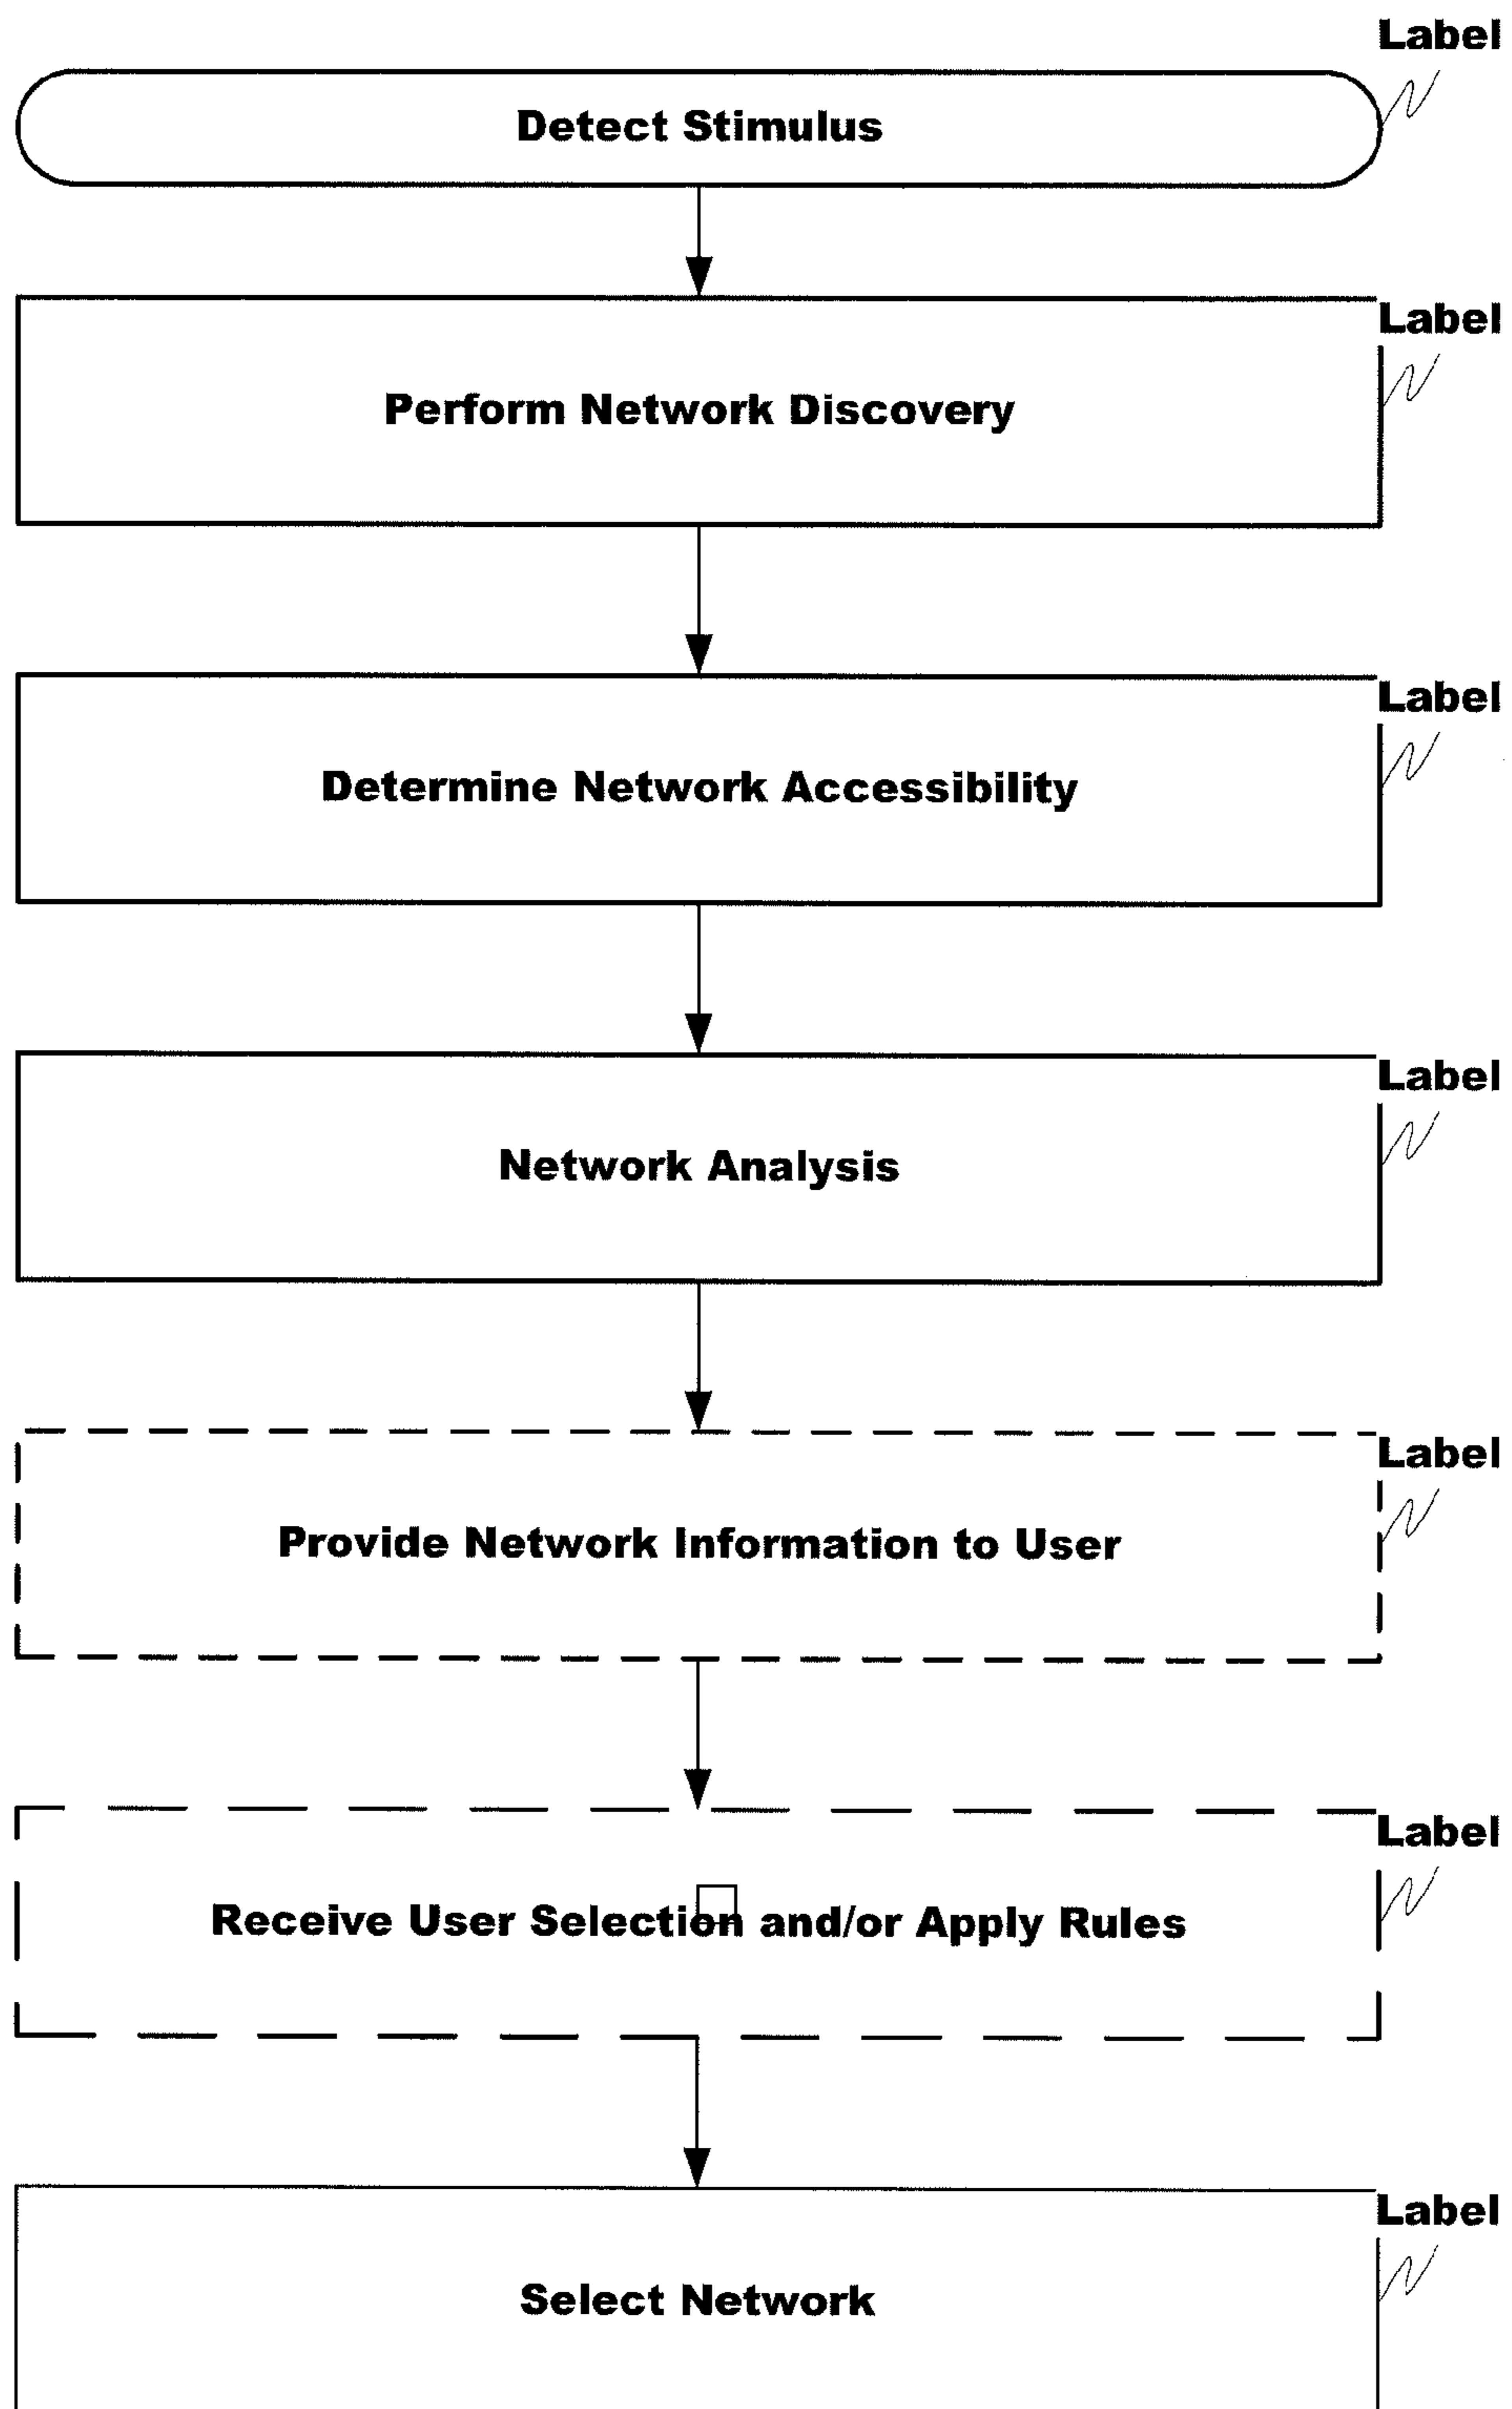 Label
Detect Stimulus
Label
Perform Network Discovery
Label
Determine Network Accessibility
Label
Network Analysis
Label
Provide Network Information to User
Label
Receive User Selection and/or Apply Rules
Label
Select Network